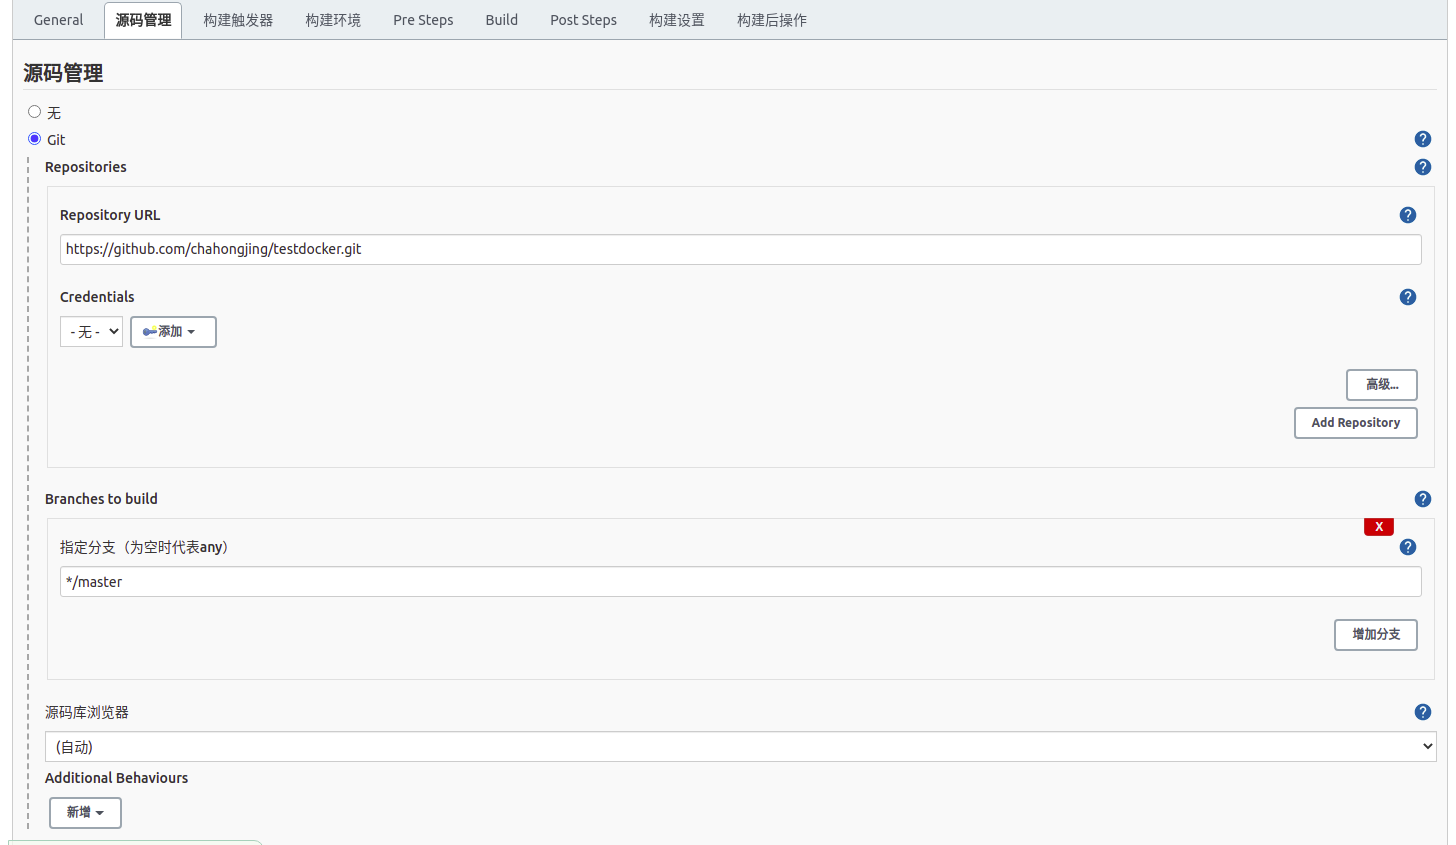 General 源码管理 构建触发器 构建环境 Pre Steps Build Post Steps 构建设置 构建后操作
源码管理
无
Git
Repositories
Repository URL
https://github.com/chahongjing/testdocker.git
Credentials
- 无 - 添加
高级...
Add Repository
Branches to build
X
指定分支（为空时代表any）
*/master
增加分支
源码库浏览器
(自动)
Additional Behaviours
新增